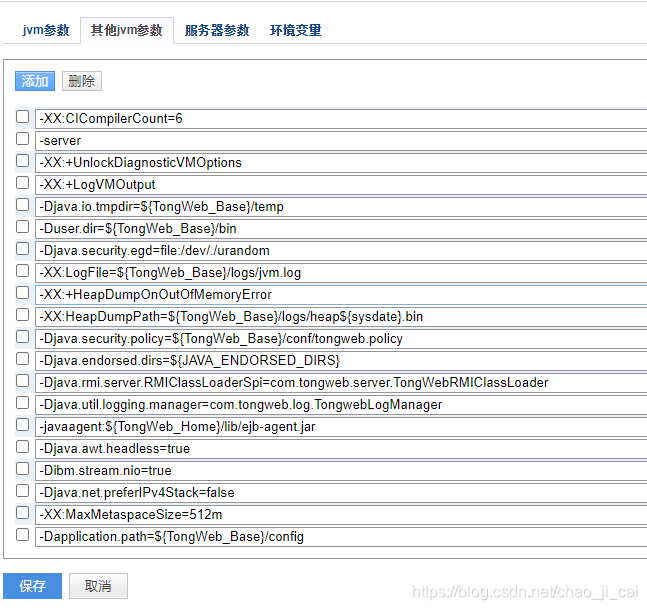 jvm参数 其他jvm参数 服务器参数 环境变量
添加 删除
-XX:CICompilerCount=6
-server
-XX:+UnlockDiagnosticVMOptions
-XX:+LogVMOutput
-Djava.io.tmpdir=${TongWeb_Base}/temp
-Duser.dir=${TongWeb_Base}/bin
-Djava.security.egd=file:/dev/./urandom
-XX:LogFile=${TongWeb_Base}/logs/jvm.log
-XX:+HeapDumpOnOutOfMemoryError
-XX:HeapDumpPath=${TongWeb_Base}/logs/heap${sysdate}.bin
-Djava.security.policy=${TongWeb_Base}/conf/tongweb.policy
-Djava.endorsed.dirs=${JAVA_ENDORSED_DIRS}
-Djava.rmi.server.RMIClassLoaderSpi=com.tongweb.server.TongWebRMIClassLoader
-Djava.util.logging.manager=com.tongweb.log.TongwebLogManager
-javaagent:${TongWeb_Home}/lib/ejb-agent.jar
-Djava.awt.headless=true
-Dibm.stream.nio=true
-Djava.net.preferIPv4Stack=false
-XX:MaxMetaspaceSize=512m
-Dapplication.path=${TongWeb_Base}/config
保存 取消
https://blog.csdn.net/chao_ji_cai